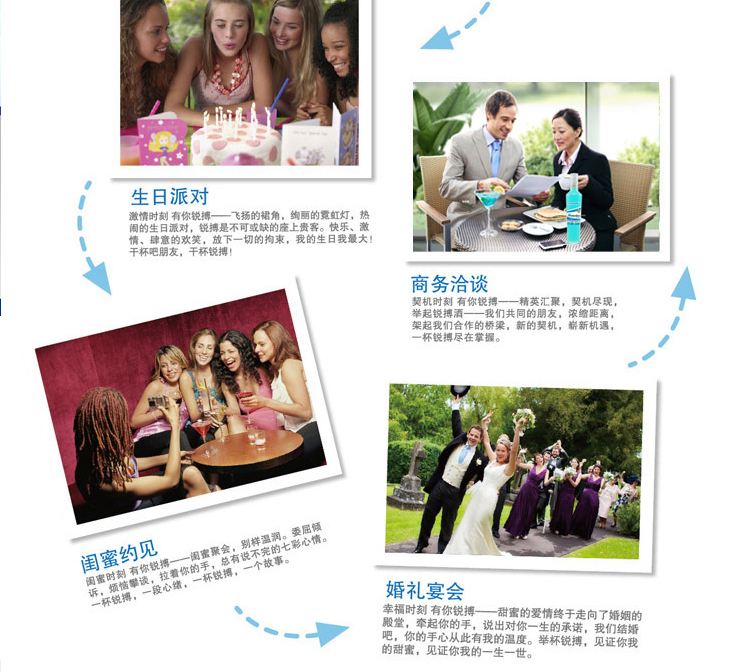 生日派对
激情时刻 有你锐搏——飞扬的裙角，绚丽的霓虹灯，热
闹的生日派对，锐搏是不可或缺的座上贵客。快乐、激
情、肆意的欢笑，放下一切的拘束，我的生日我最大！
干杯吧朋友，干杯锐搏！
商务洽谈
契机时刻 有你锐搏——精英汇聚，契机尽现，
举起锐搏酒——我们共同的朋友，浓缩距离，
架起我们合作的桥梁，新的契机，崭新机遇，
一杯锐搏尽在掌握。
闺蜜约见
闺蜜时刻 有你锐搏——闺蜜聚会，别样温润。委屈倾
诉，烦恼攀谈，拉着你的手，总有说不完的七彩心情。
一杯锐搏，一段心绪，一杯锐搏，一个故事。
婚礼宴会
幸福时刻 有你锐搏——甜蜜的爱情终于走向了婚姻的
殿堂，牵起你的手，说出对你一生的承诺，我们结婚
吧，你的手心从此有我的温度。举杯锐搏，见证你我
的甜蜜，见证你我的一生一世。